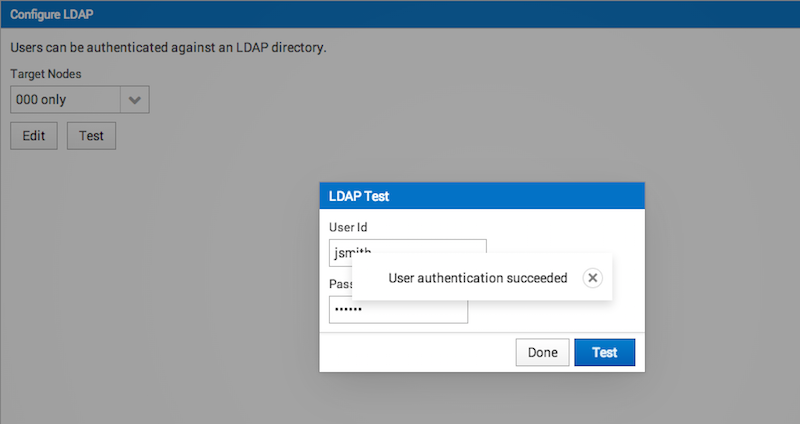 Configure LDAP
Users can be authenticated against an LDAP directory.
Target Nodes
000 only
Edit
Test
LDAP Test
User Id
jsmith
User authentication succeeded
Pass
••••••
Done
Test